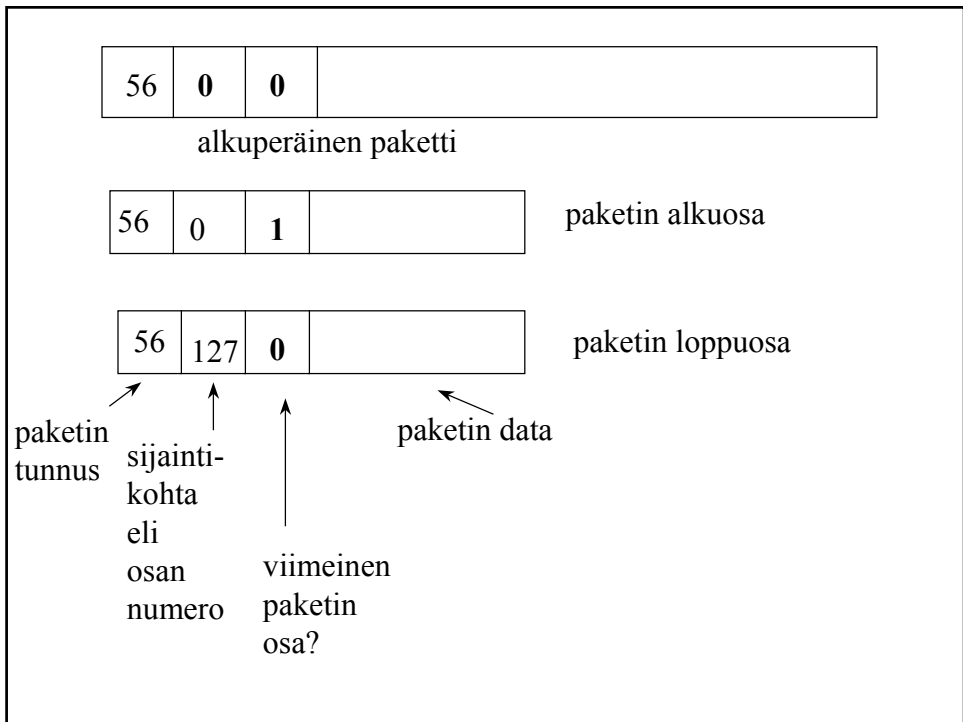 56 0 0
alkuperäinen paketti
56 0 1
paketin alkuosa
56 127 0
paketin loppuosa
paketin
tunnus
sijainti-
kohta
eli
osan
numero
viimeinen
paketin
osa?
paketin data